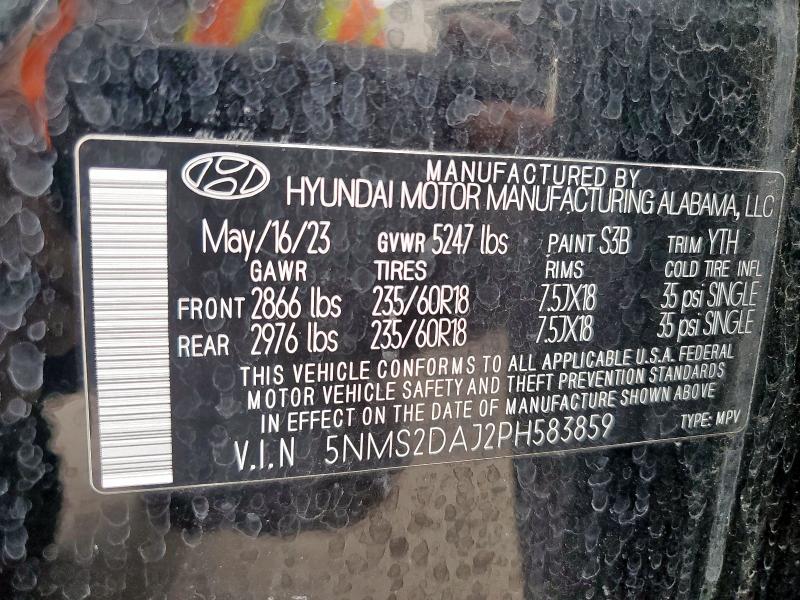 MANUFACTURED BY
HYUNDAI MOTOR MANUFACTURING ALABAMA, LLC
May/16/23 GVWR 5247 lbs PAINT S3B TRIM YTH
GAWR TIRES RIMS COLD TIRE INFL
FRONT 2866 lbs 235/60R18 7.5JX18 35 psi SINGLE
REAR 2976 lbs 235/60R18 7.5JX18 35 psi SINGLE
THIS VEHICLE CONFORMS TO ALL APPLICABLE U.S.A. FEDERAL
MOTOR VEHICLE SAFETY AND THEFT PREVENTION STANDARDS
IN EFFECT ON THE DATE OF MANUFACTURE SHOWN ABOVE
V.I.N 5NMS2DAJ2PH583859 TYPE: MPV